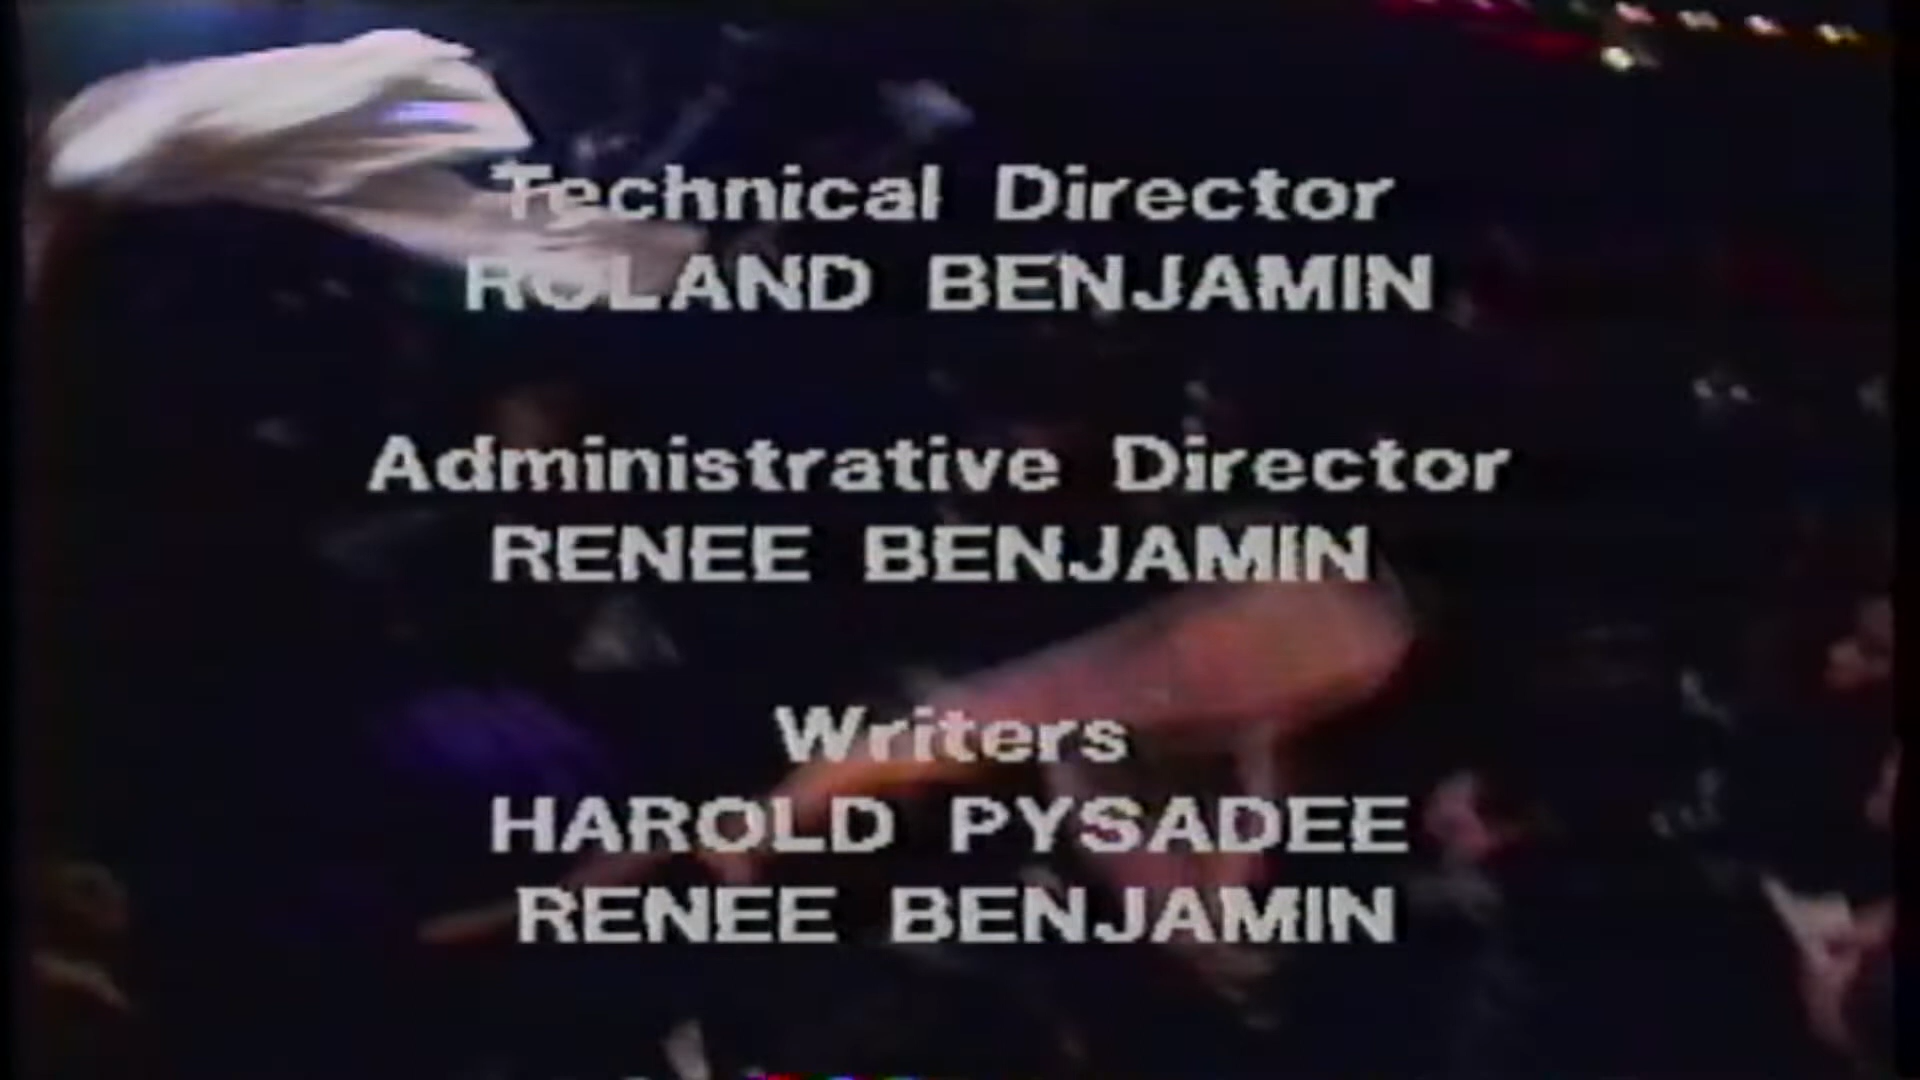 Technical Director
ROLAND BENJAMIN
Administrative Director
RENEE BENJAMIN
Writers
HAROLD PYSADEE
RENEE BENJAMIN